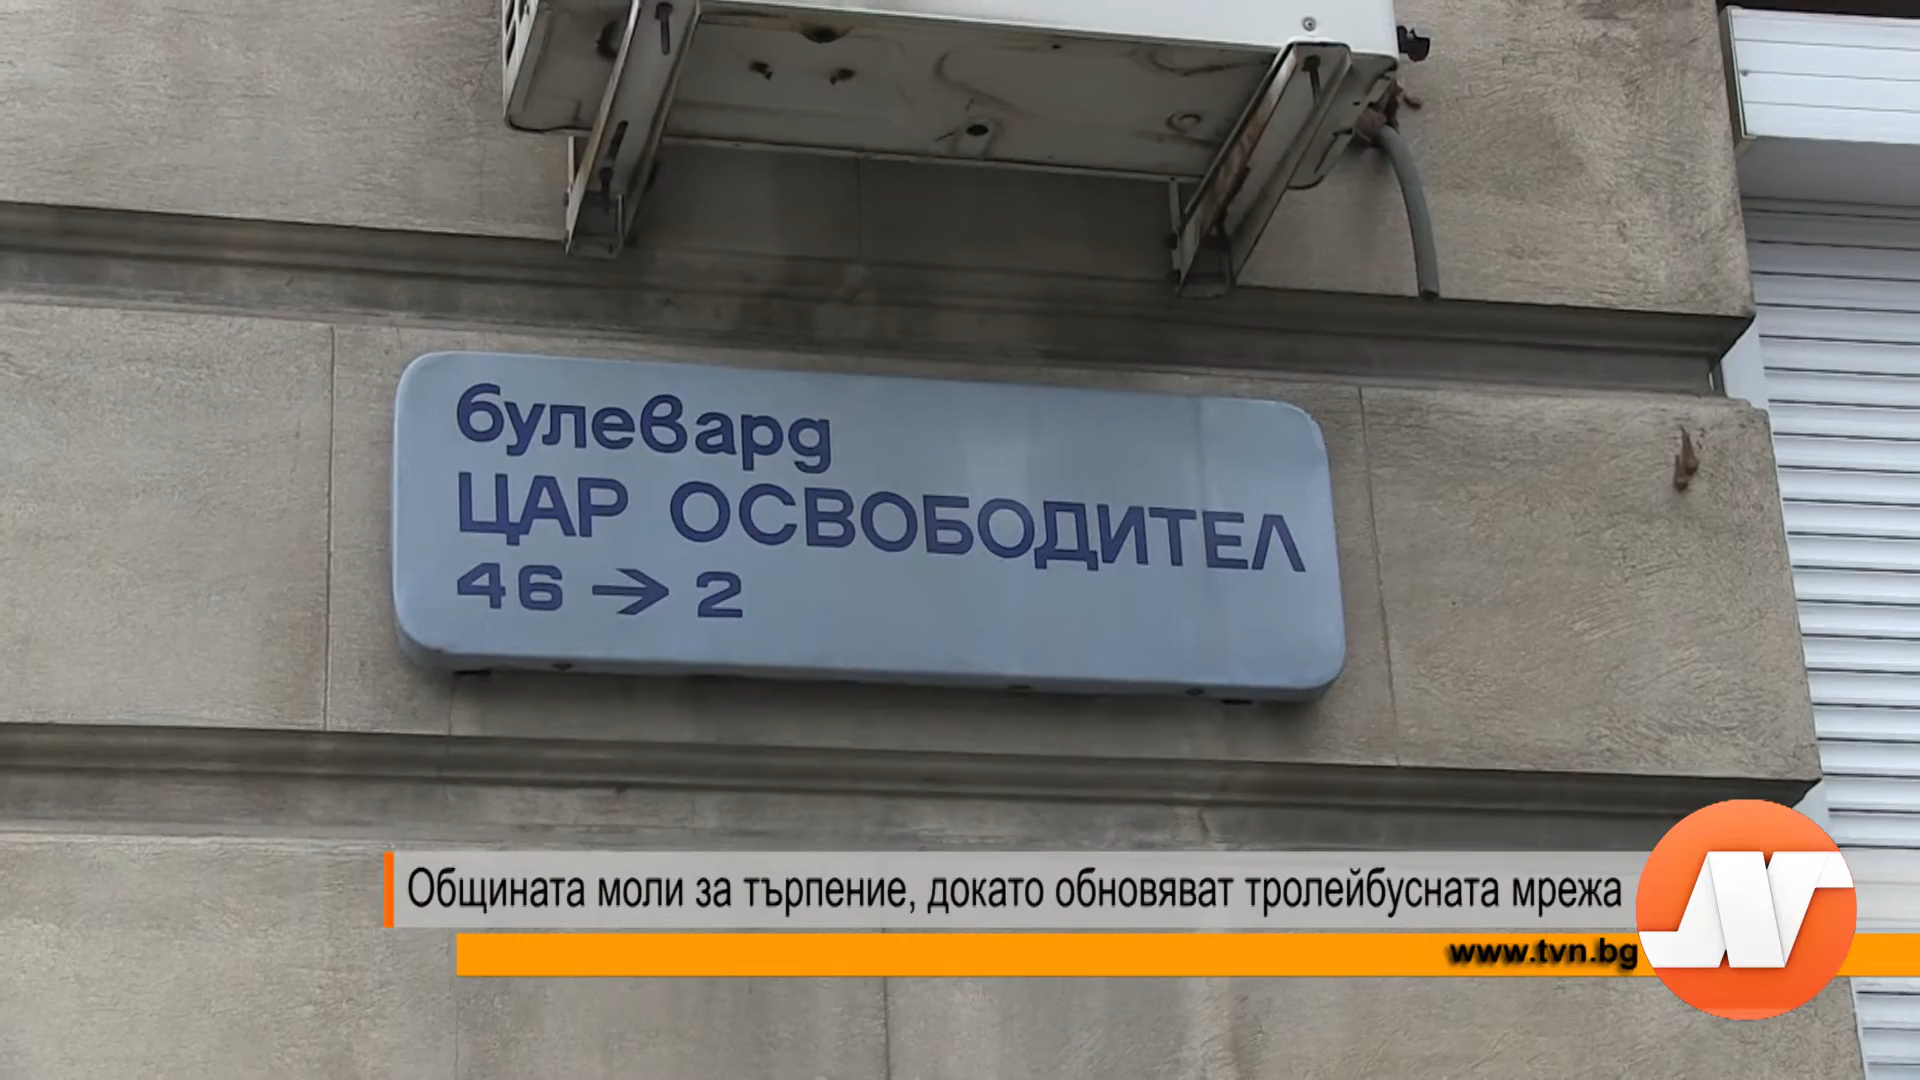 булевард
ЦАР ОСВОБОДИТЕЛ
46 → 2
Общината моли за търпение, докато обновяват тролейбусната мрежа
www.tvn.bg